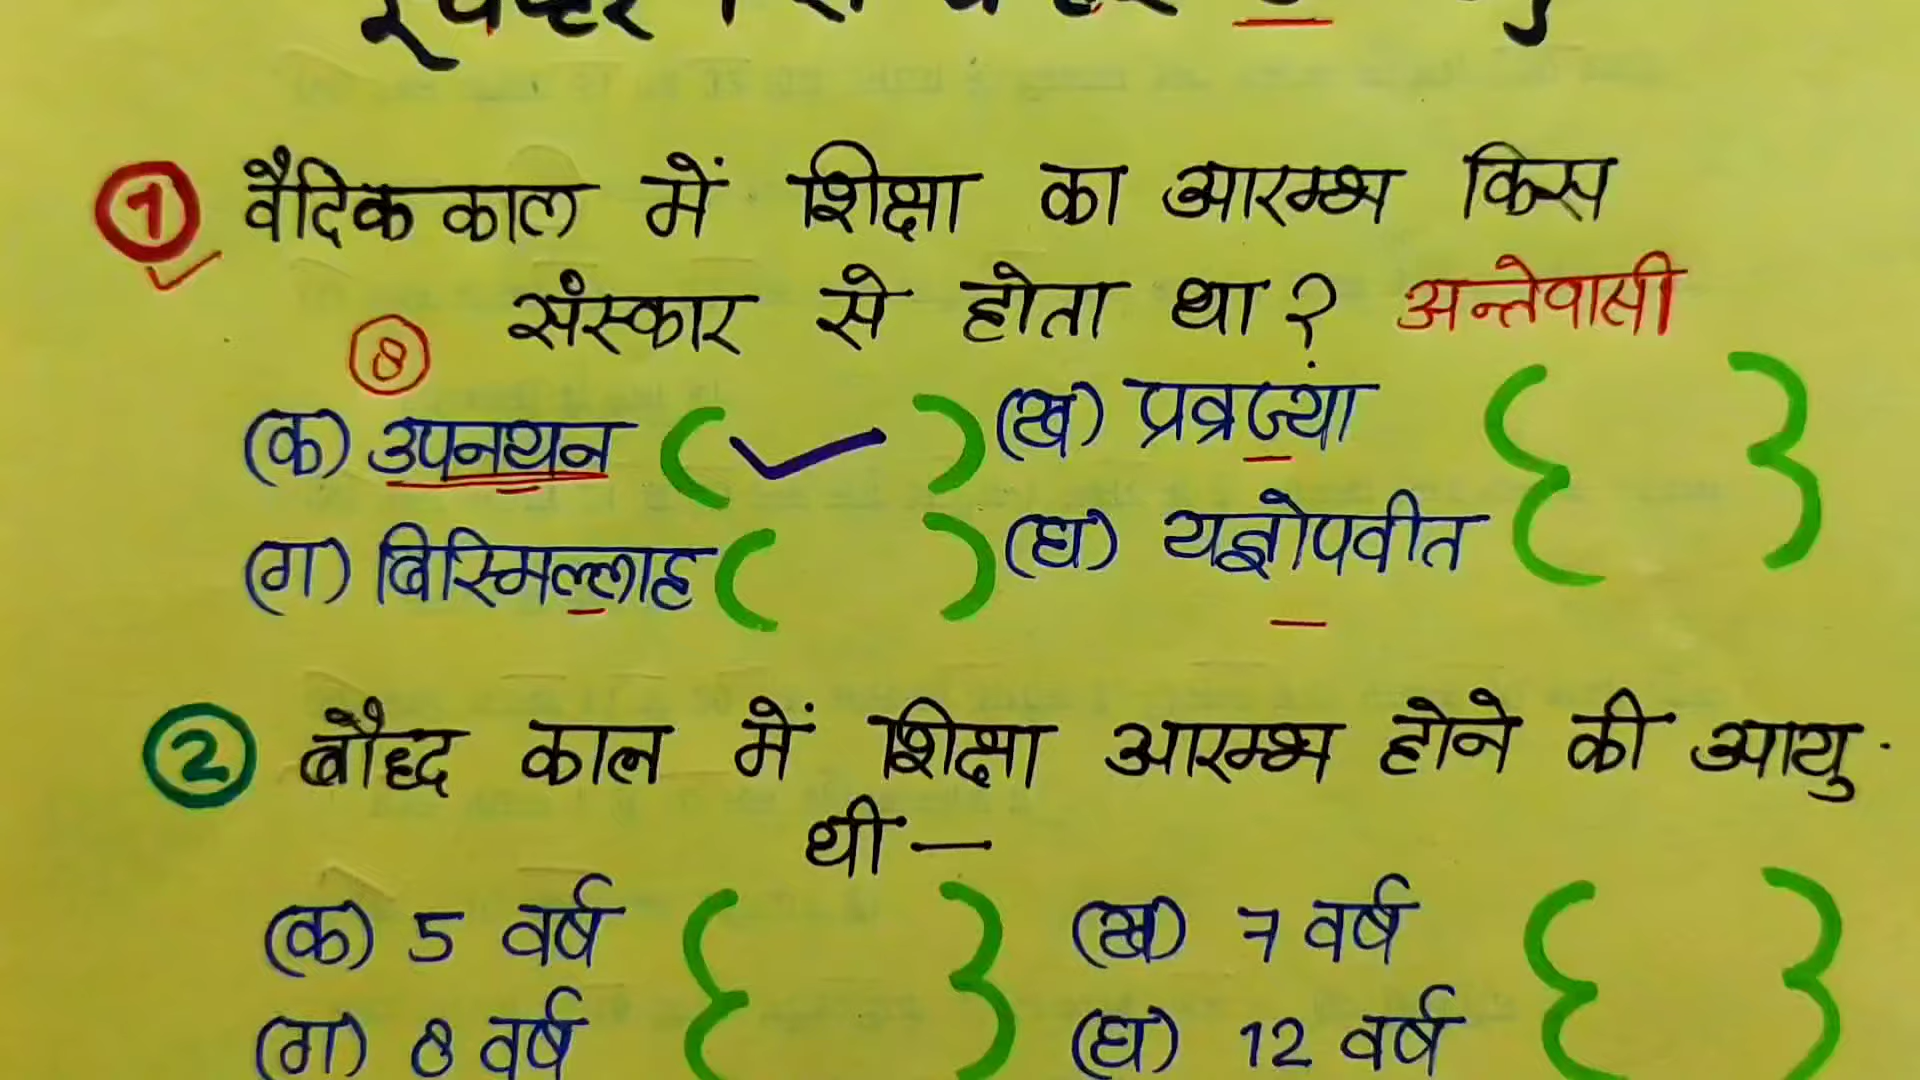 ① वैदिक काल में शिक्षा का आरम्भ किस
संस्कार से होता था? अन्तेवासी
⑧
(क) उपनयन (✓) (ख) प्रव्रज्या { }
(ग) बिस्मिल्लाह ( ) (घ) यज्ञोपवीत
② बौद्ध काल में शिक्षा आरम्भ होने की आयु
थी —
(क) 5 वर्ष { } (ख) 7 वर्ष { }
(ग) 8 वर्ष (घ) 12 वर्ष